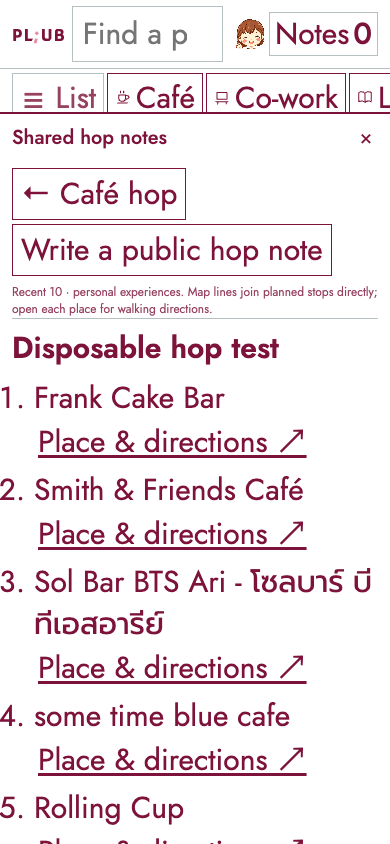 PL;UB Find a p Notes 0
List Café Co-work L
Shared hop notes ×
← Café hop
Write a public hop note
Recent 10 · personal experiences. Map lines join planned stops directly;
open each place for walking directions.
Disposable hop test
1. Frank Cake Bar
Place & directions ↗
2. Smith & Friends Café
Place & directions ↗
3. Sol Bar BTS Ari - โซลบาร์ บี
ทีเอสอารีย์
Place & directions ↗
4. some time blue cafe
Place & directions ↗
5. Rolling Cup
Place & directions ↗